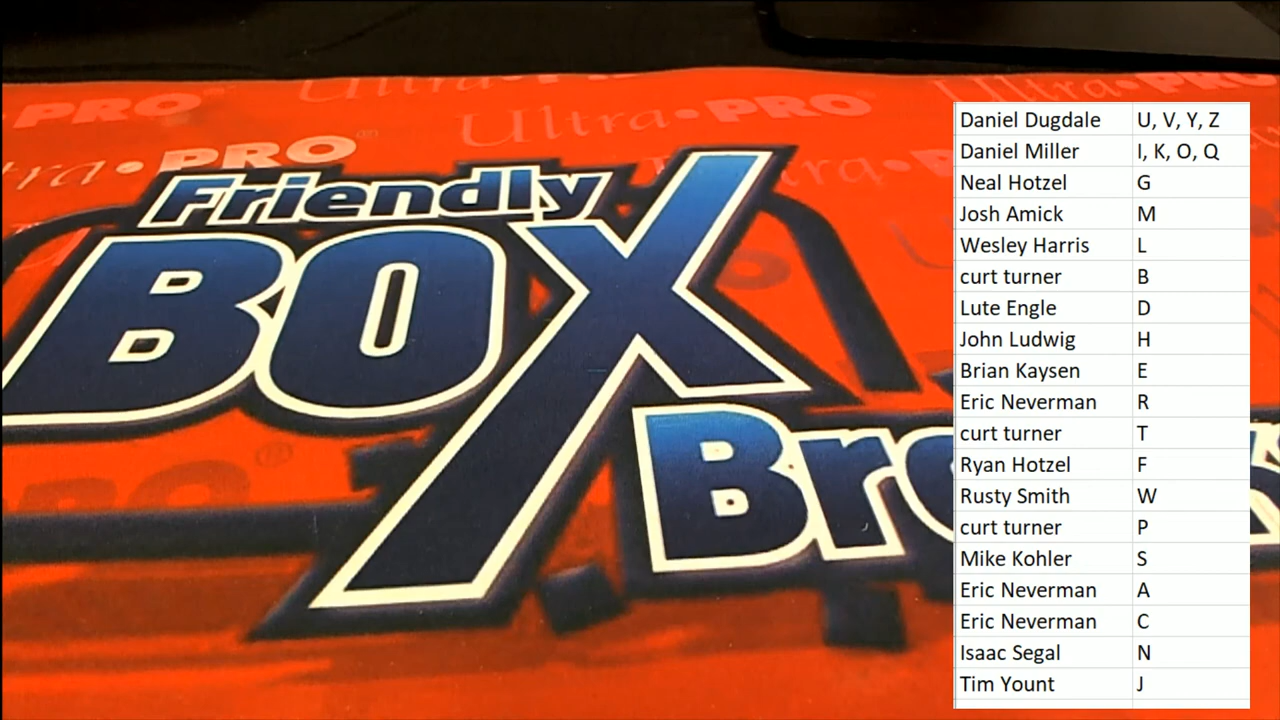 Ultra•PRO
Ultra•PRO
Friendly
BOX
Br
Daniel Dugdale U, V, Y, Z
Daniel Miller I, K, O, Q
Neal Hotzel G
Josh Amick M
Wesley Harris L
curt turner B
Lute Engle D
John Ludwig H
Brian Kaysen E
Eric Neverman R
curt turner T
Ryan Hotzel F
Rusty Smith W
curt turner P
Mike Kohler S
Eric Neverman A
Eric Neverman C
Isaac Segal N
Tim Yount J